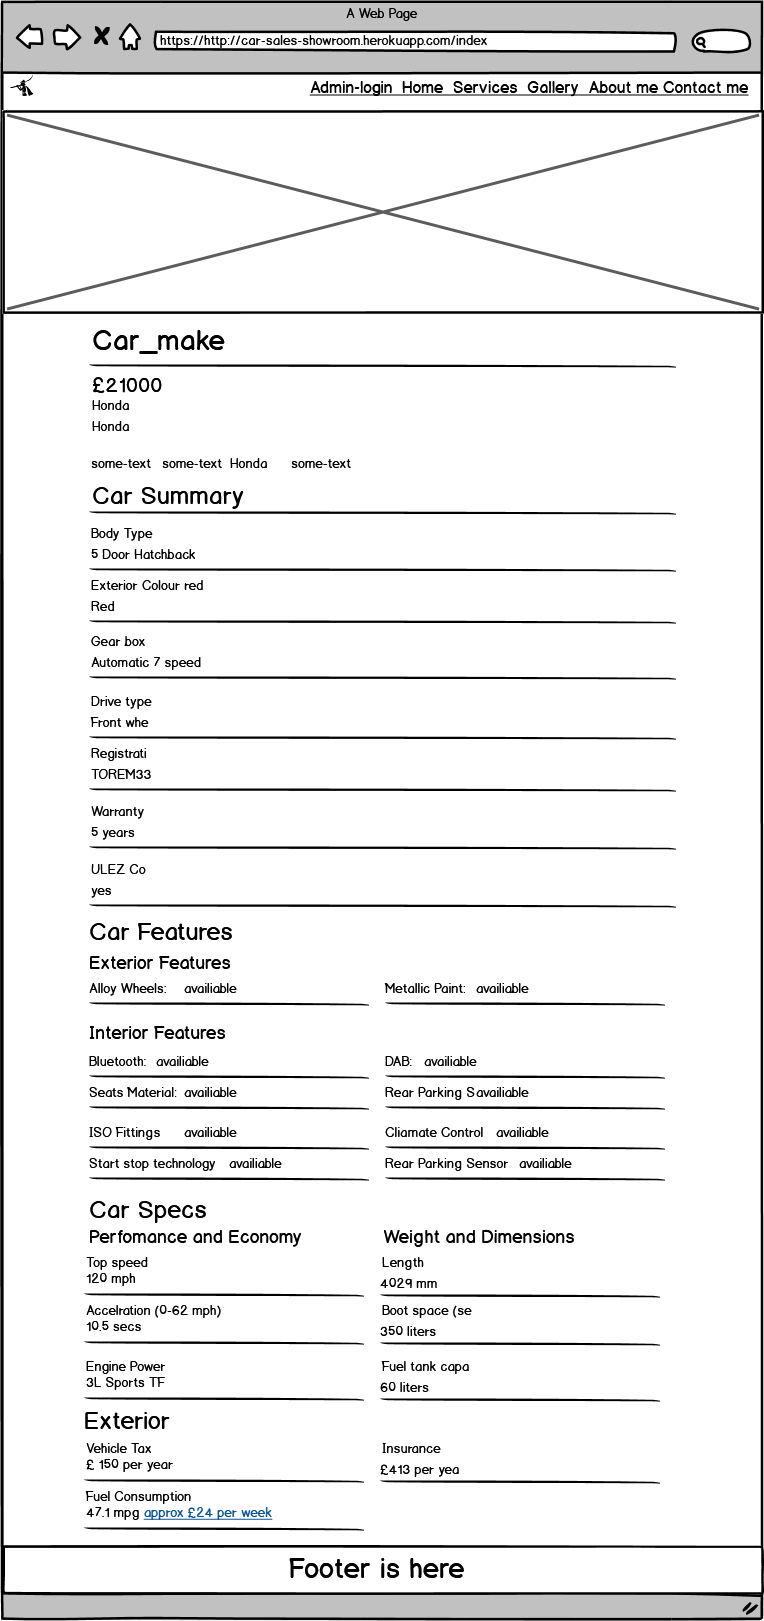 A Web Page
https://http://car-sales-showroom.herokuapp.com/index
Admin-login Home Services Gallery About me Contact me
Car_make
£21000
Honda
Honda
some-text some-text Honda some-text
Car Summary
Body Type
5 Door Hatchback
Exterior Colour red
Red
Gear box
Automatic 7 speed
Drive type
Front whe
Registrati
TOREM33
Warranty
5 years
ULEZ Co
yes
Car Features
Exterior Features
Alloy Wheels: availiable Metallic Paint: availiable
Interior Features
Bluetooth: availiable DAB: availiable
Seats Material: availiable Rear Parking S availiable
ISO Fittings availiable Cliamate Control availiable
Start stop technology availiable Rear Parking Sensor availiable
Car Specs
Perfomance and Economy Weight and Dimensions
Top speed Length
120 mph 4029 mm
Accelration (0-62 mph) Boot space (se
10.5 secs 350 liters
Engine Power Fuel tank capa
3L Sports TF 60 liters
Exterior
Vehicle Tax Insurance
£ 150 per year £413 per yea
Fuel Consumption
47.1 mpg approx £24 per week
Footer is here